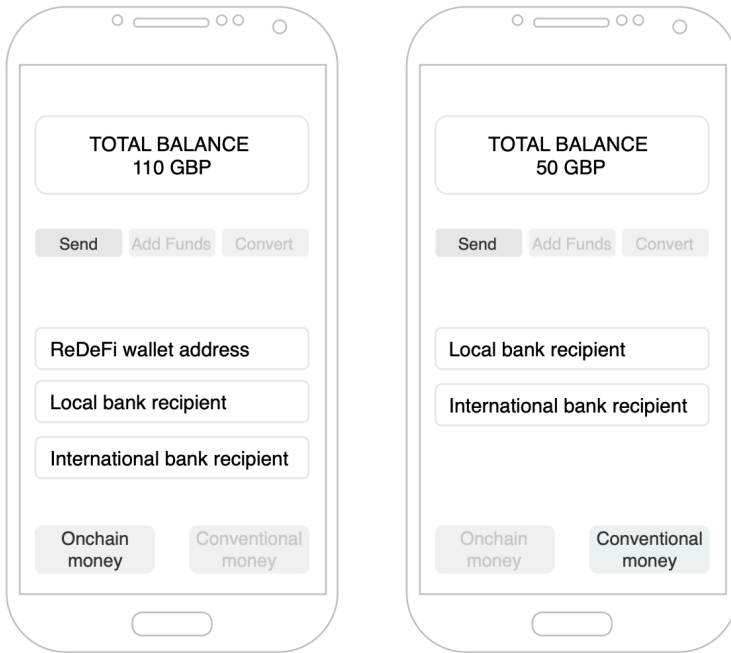 TOTAL BALANCE
110 GBP
Send
Add Funds
Convert
ReDeFi wallet address
Local bank recipient
International bank recipient
Onchain
money
Conventional
money
TOTAL BALANCE
50 GBP
Send
Add Funds
Convert
Local bank recipient
International bank recipient
Onchain
money
Conventional
money